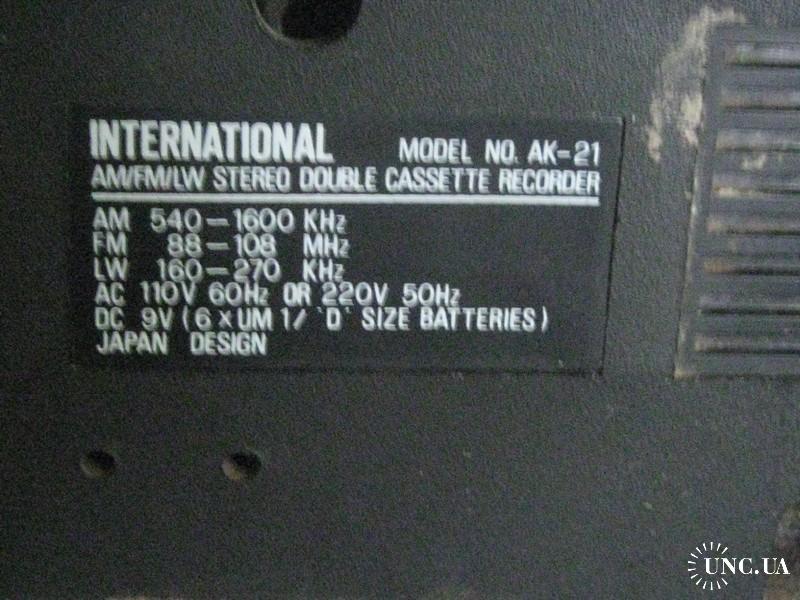 INTERNATIONAL MODEL NO. AK-21
AM/FM/LW STEREO DOUBLE CASSETTE RECORDER
AM 540-1600 KHz
FM 88-108 MHz
LW 160-270 KHz
AC 110V 60Hz OR 220V 50Hz
DC 9V (6 x UM 1/ 'D' SIZE BATTERIES)
JAPAN DESIGN
UNC.UA